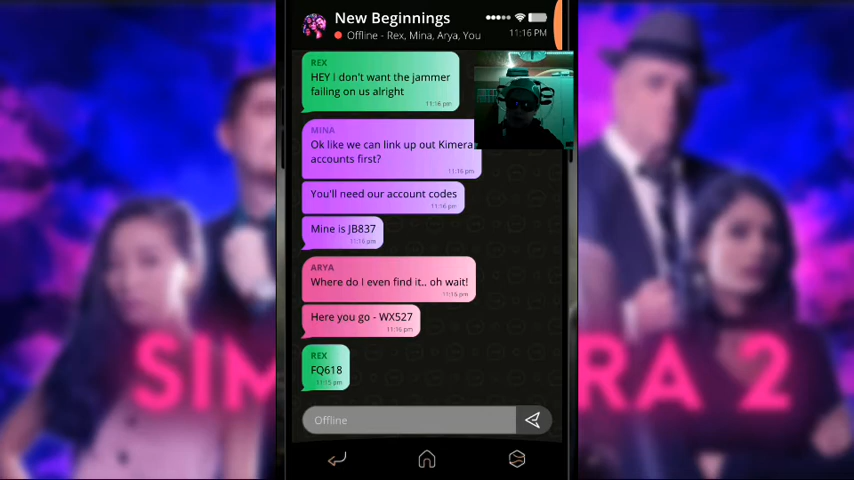 New Beginnings
Offline - Rex, Mina, Arya, You
11:16 PM
REX
HEY I don't want the jammer
failing on us alright
11:16 pm
MINA
Ok like we can link up out Kimera
accounts first?
11:16 pm
You'll need our account codes
11:16 pm
Mine is JB837
11:16 pm
ARYA
Where do I even find it.. oh wait!
11:16 pm
Here you go - WX527
11:16 pm
REX
FQ618
11:15 pm
Offline
SIM
RA 2